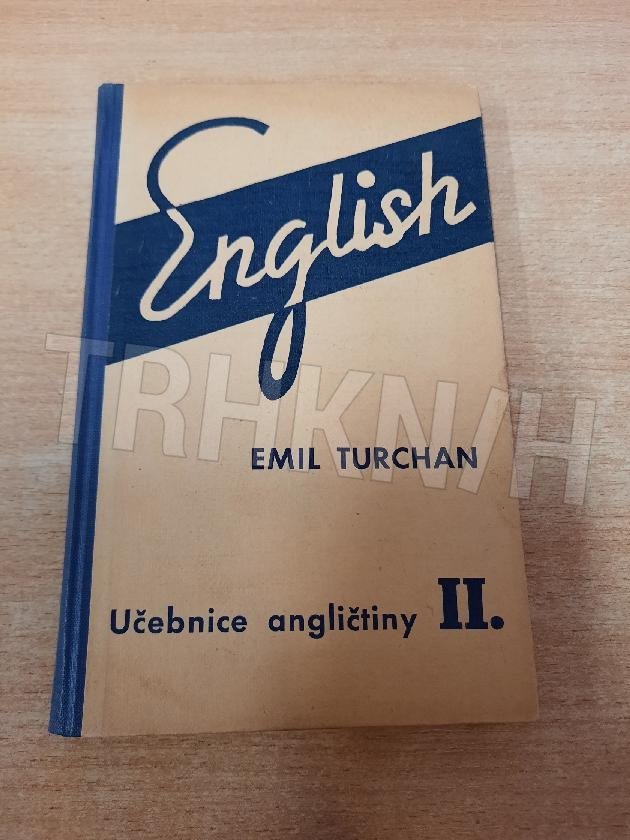 English
EMIL TURCHAN
Učebnice angličtiny II.
TRHKNIH